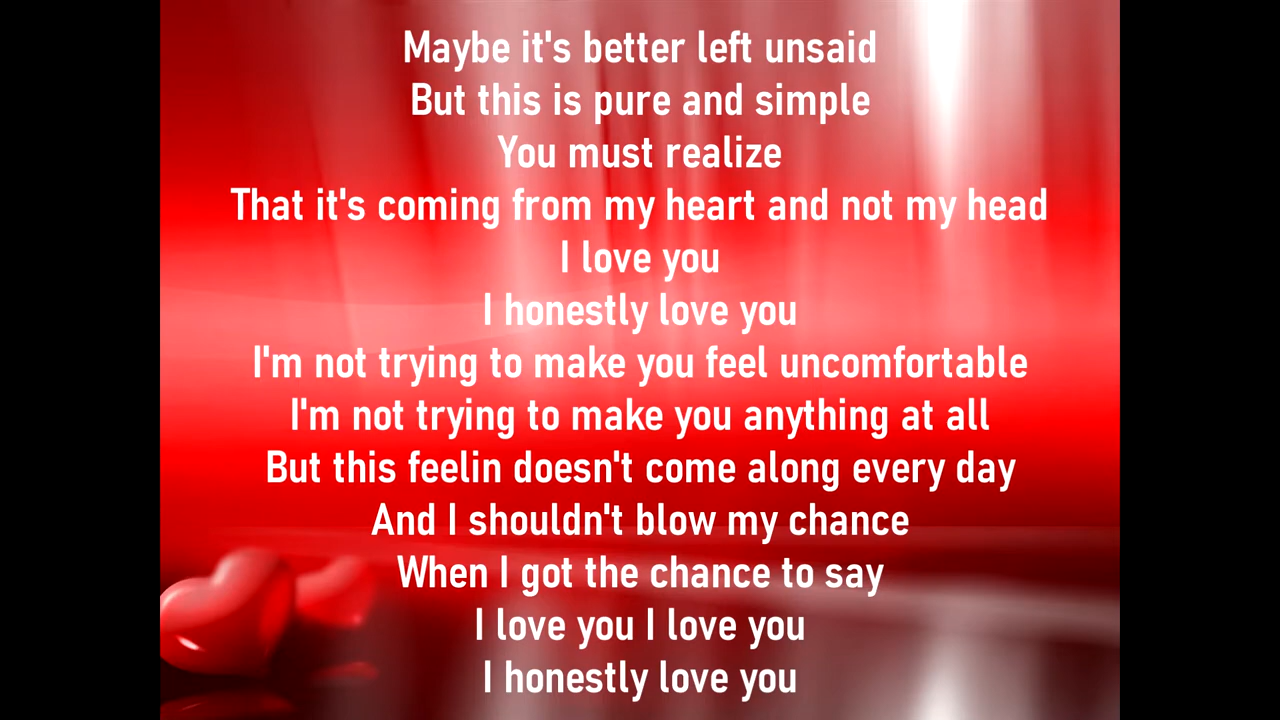 Maybe it's better left unsaid
But this is pure and simple
You must realize
That it's coming from my heart and not my head
I love you
I honestly love you
I'm not trying to make you feel uncomfortable
I'm not trying to make you anything at all
But this feelin doesn't come along every day
And I shouldn't blow my chance
When I got the chance to say
I love you I love you
I honestly love you